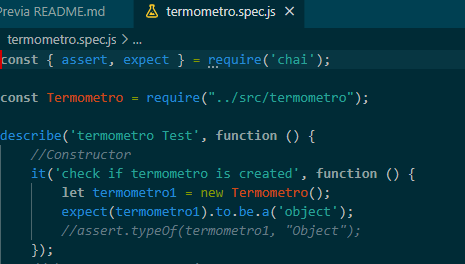 Previa README.md
termometro.spec.js
termometro.spec.js > ...
const { assert, expect } = require('chai');
const Termometro = require("../src/termometro");
describe('termometro Test', function () {
//Constructor
it('check if termometro is created', function () {
let termometro1 = new Termometro();
expect(termometro1).to.be.a('object');
//assert.typeOf(termometro1, "Object");
});